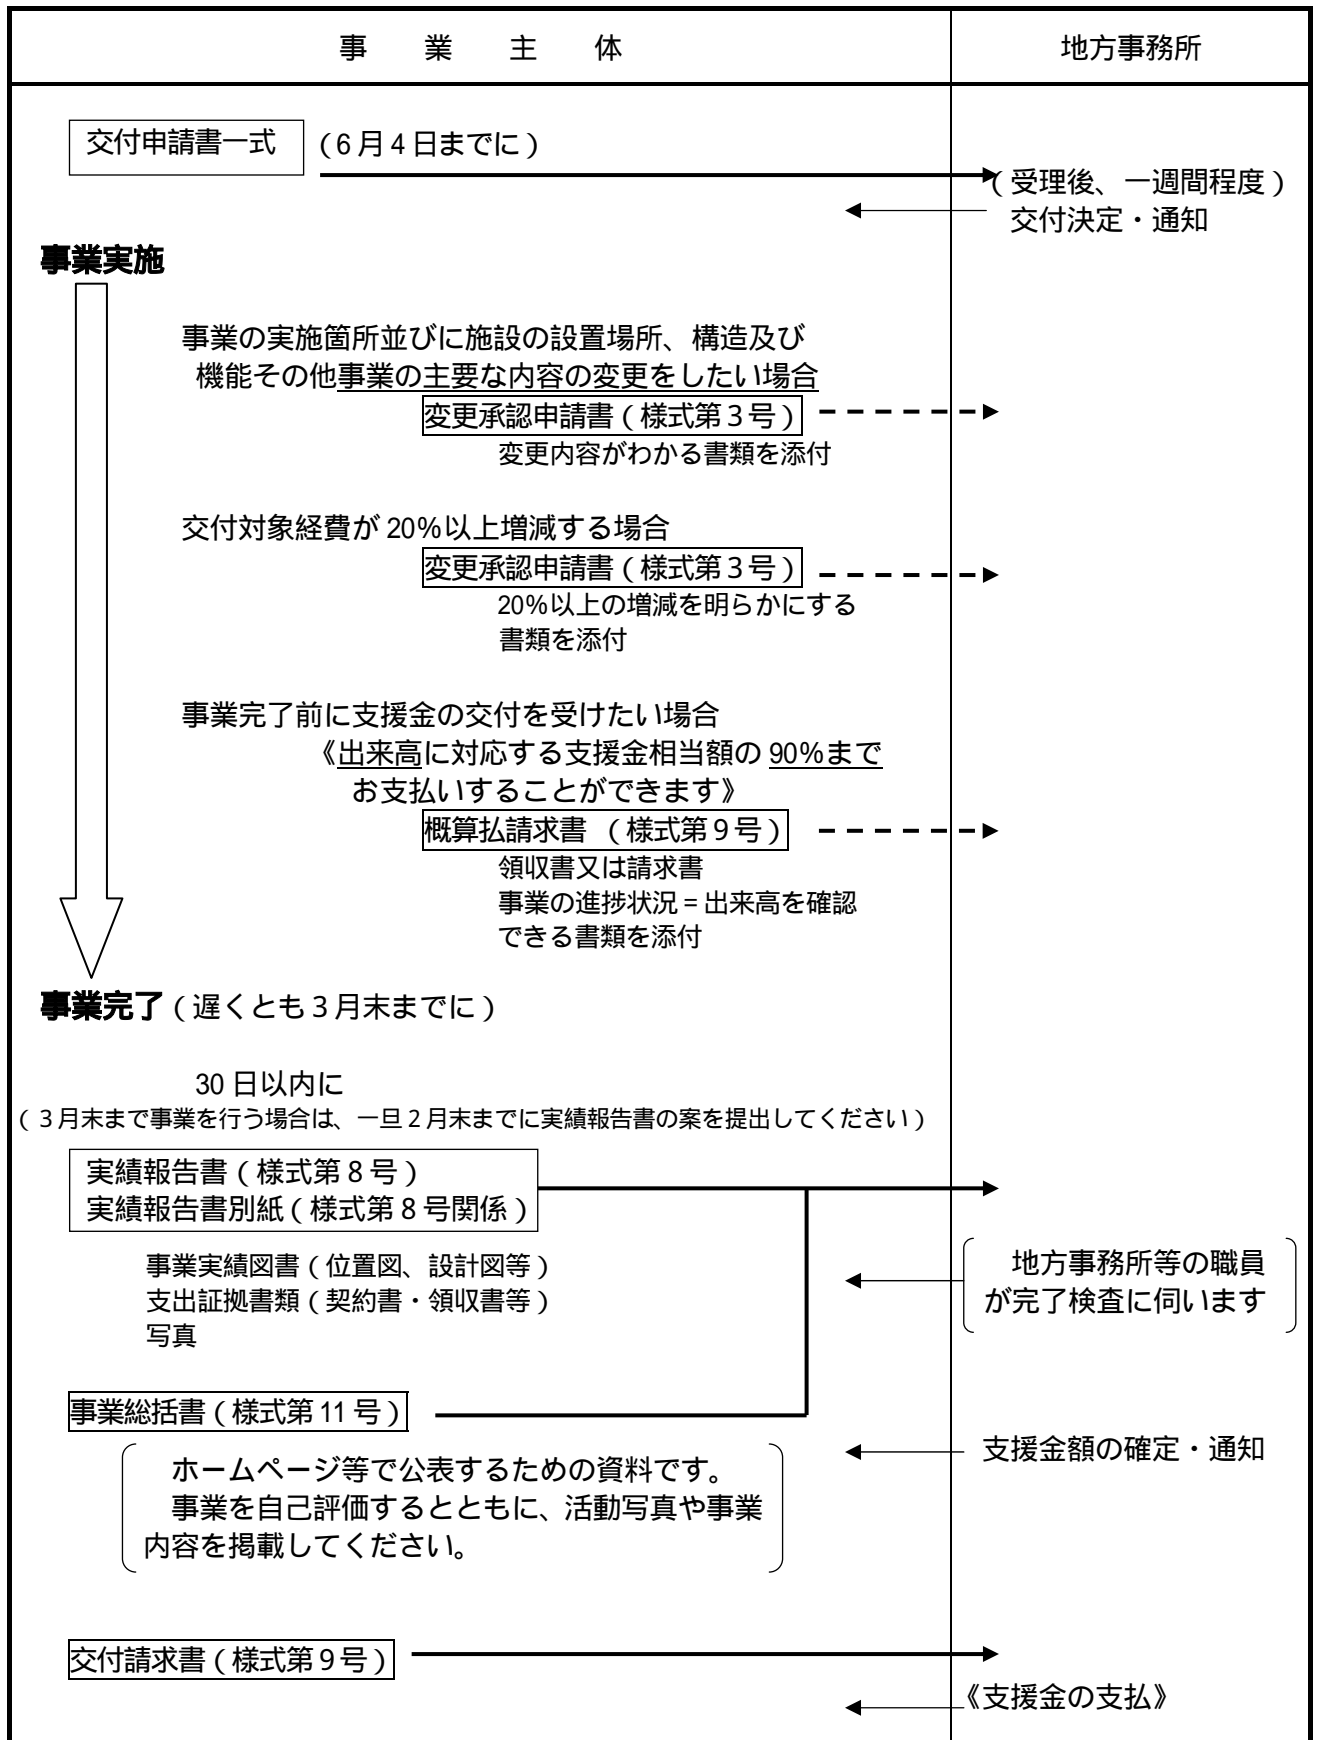 事業主体
地方事務所
交付申請書一式
（6月4日までに）
（受理後、一週間程度）
交付決定・通知
事業実施
事業の実施箇所並びに施設の設置場所、構造及び
機能その他事業の主要な内容の変更をしたい場合
変更承認申請書（様式第３号）
変更内容がわかる書類を添付
交付対象経費が20％以上増減する場合
変更承認申請書（様式第３号）
20％以上の増減を明らかにする
書類を添付
事業完了前に支援金の交付を受けたい場合
《出来高に対応する支援金相当額の90％まで
お支払いすることができます》
概算払請求書 （様式第９号）
領収書又は請求書
事業の進捗状況＝出来高を確認
できる書類を添付
事業完了（遅くとも３月末までに）
30日以内に
（３月末まで事業を行う場合は、一旦２月末までに実績報告書の案を提出してください）
実績報告書（様式第８号）
実績報告書別紙（様式第８号関係）
事業実績図書（位置図、設計図等）
支出証拠書類（契約書・領収書等）
写真
地方事務所等の職員
が完了検査に伺います
事業総括書（様式第11号）
支援金額の確定・通知
ホームページ等で公表するための資料です。
事業を自己評価するとともに、活動写真や事業
内容を掲載してください。
交付請求書（様式第９号）
《支援金の支払》